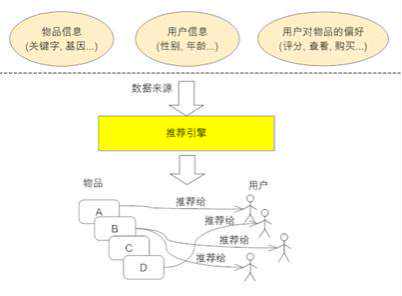 物品信息
(关键字, 基因...)
用户信息
(性别, 年龄...)
用户对物品的偏好
(评分, 查看, 购买...)
数据来源
推荐引擎
物品
用户
A
推荐给
推荐给
B
推荐给
C
推荐给
D